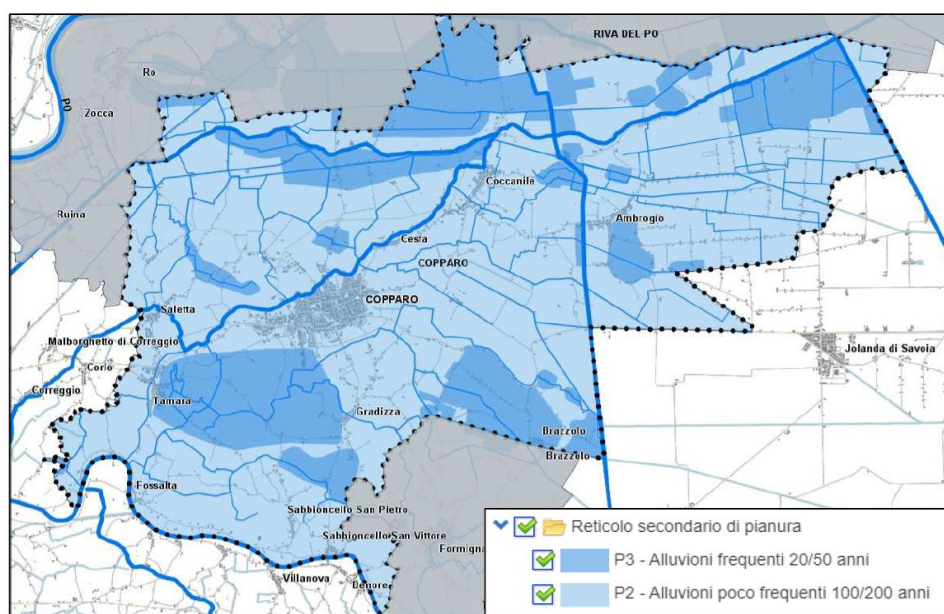 RIVA DEL PO
Ro
PO
Zocca
Ruina
Coccanile
Ambrogio
Cesta
COPPARO
COPPARO
Saletta
Malborghetto di Correggio
Corlo
Correggio
Jolanda di Savoia
Tamara
Gradizza
Brazzolo
Brazzolo
Fossalta
Sabbioncello San Pietro
Sabbioncello San Vittore
Formigna
Villanova
Denore
Reticolo secondario di pianura
P3 - Alluvioni frequenti 20/50 anni
P2 - Alluvioni poco frequenti 100/200 anni